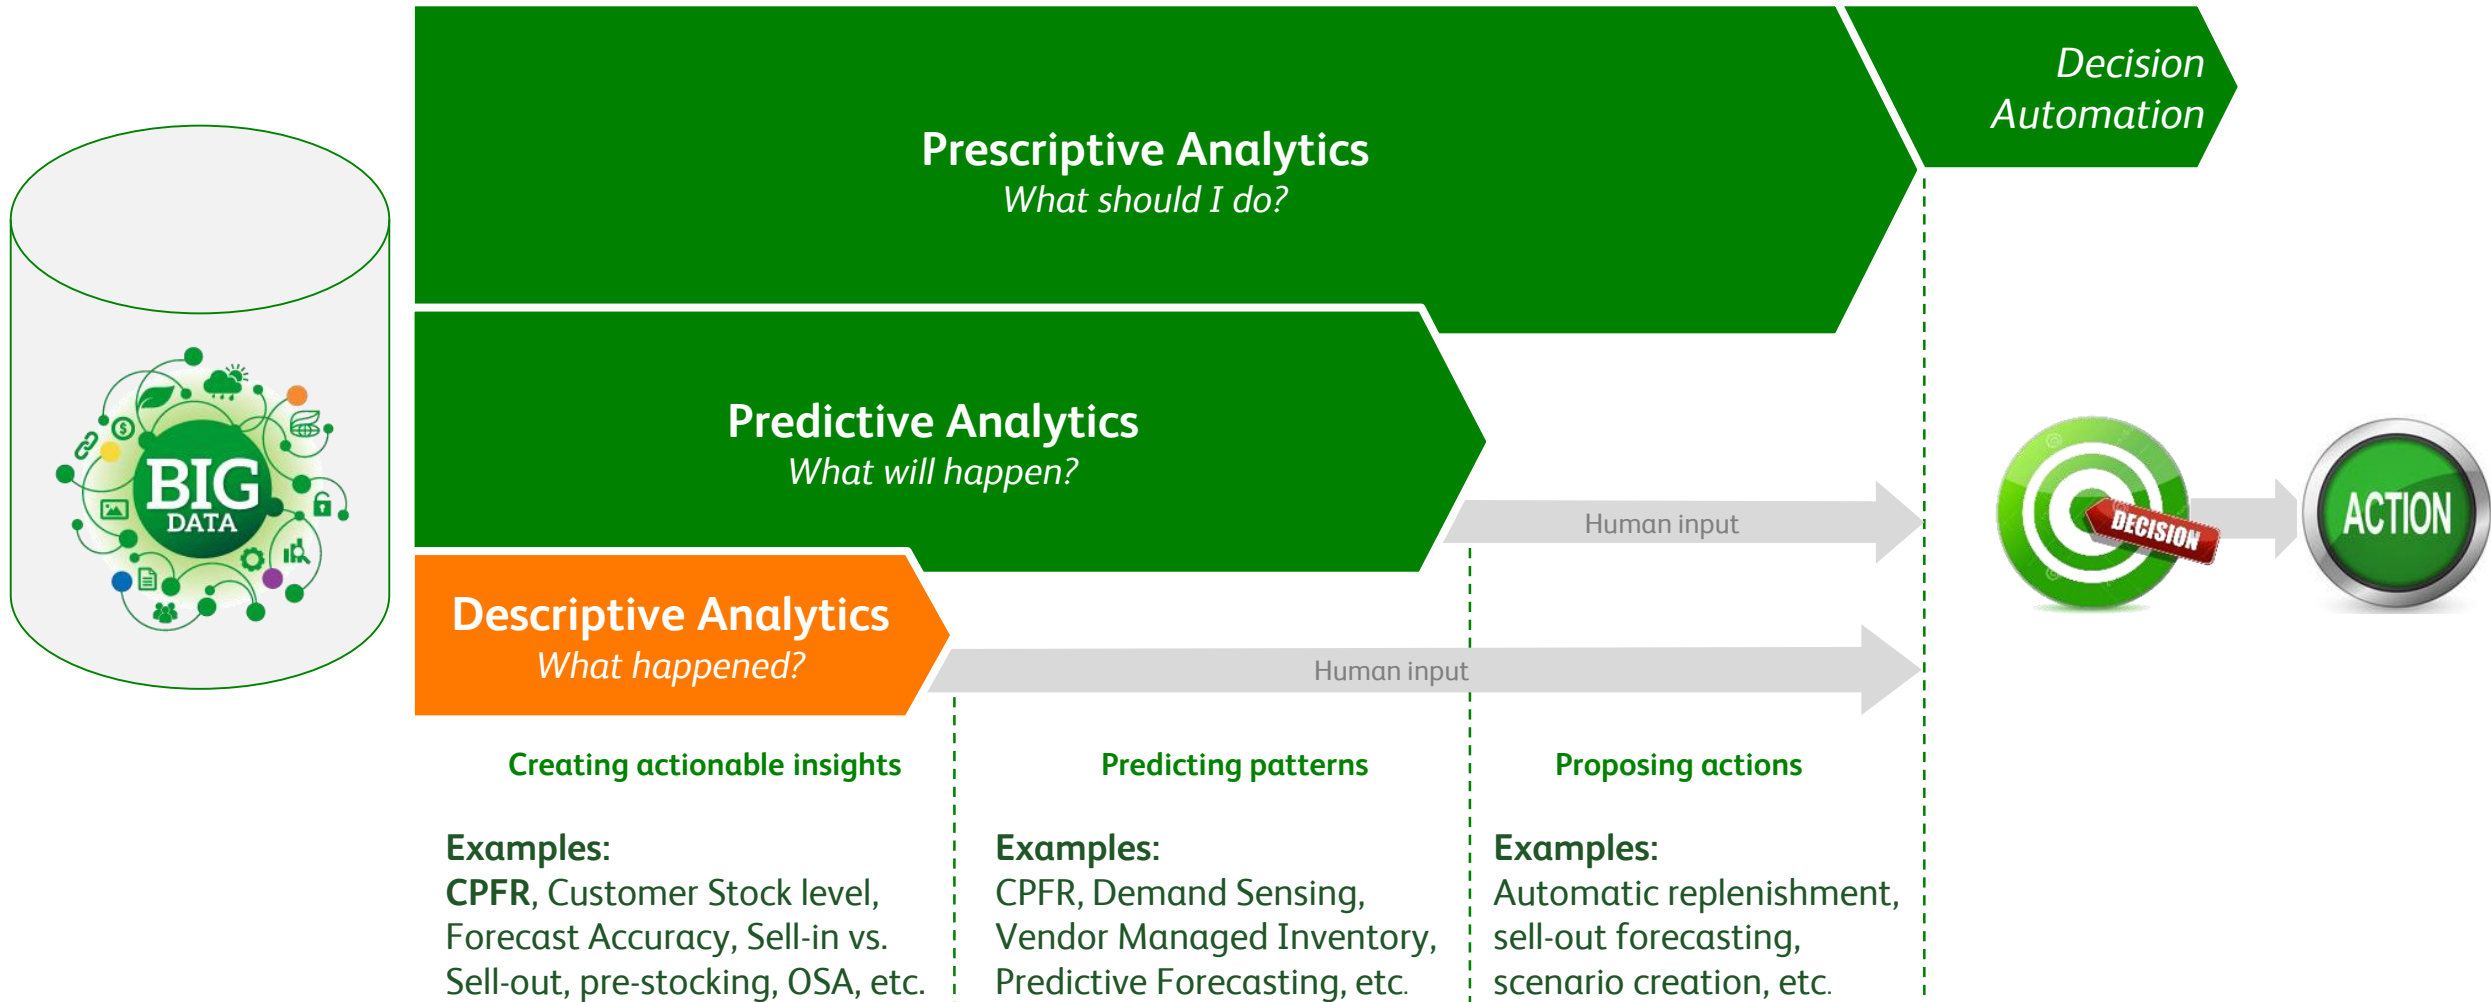 Prescriptive Analytics
What should I do?
Decision
Automation
Predictive Analytics
What will happen?
BIG
DATA
Human input
DECISION
ACTION
Descriptive Analytics
What happened?
Human input
Creating actionable insights
Examples:
CPFR, Customer Stock level,
Forecast Accuracy, Sell-in vs.
Sell-out, pre-stocking, OSA, etc.
Predicting patterns
Examples:
CPFR, Demand Sensing,
Vendor Managed Inventory,
Predictive Forecasting, etc.
Proposing actions
Examples:
Automatic replenishment,
sell-out forecasting,
scenario creation, etc.